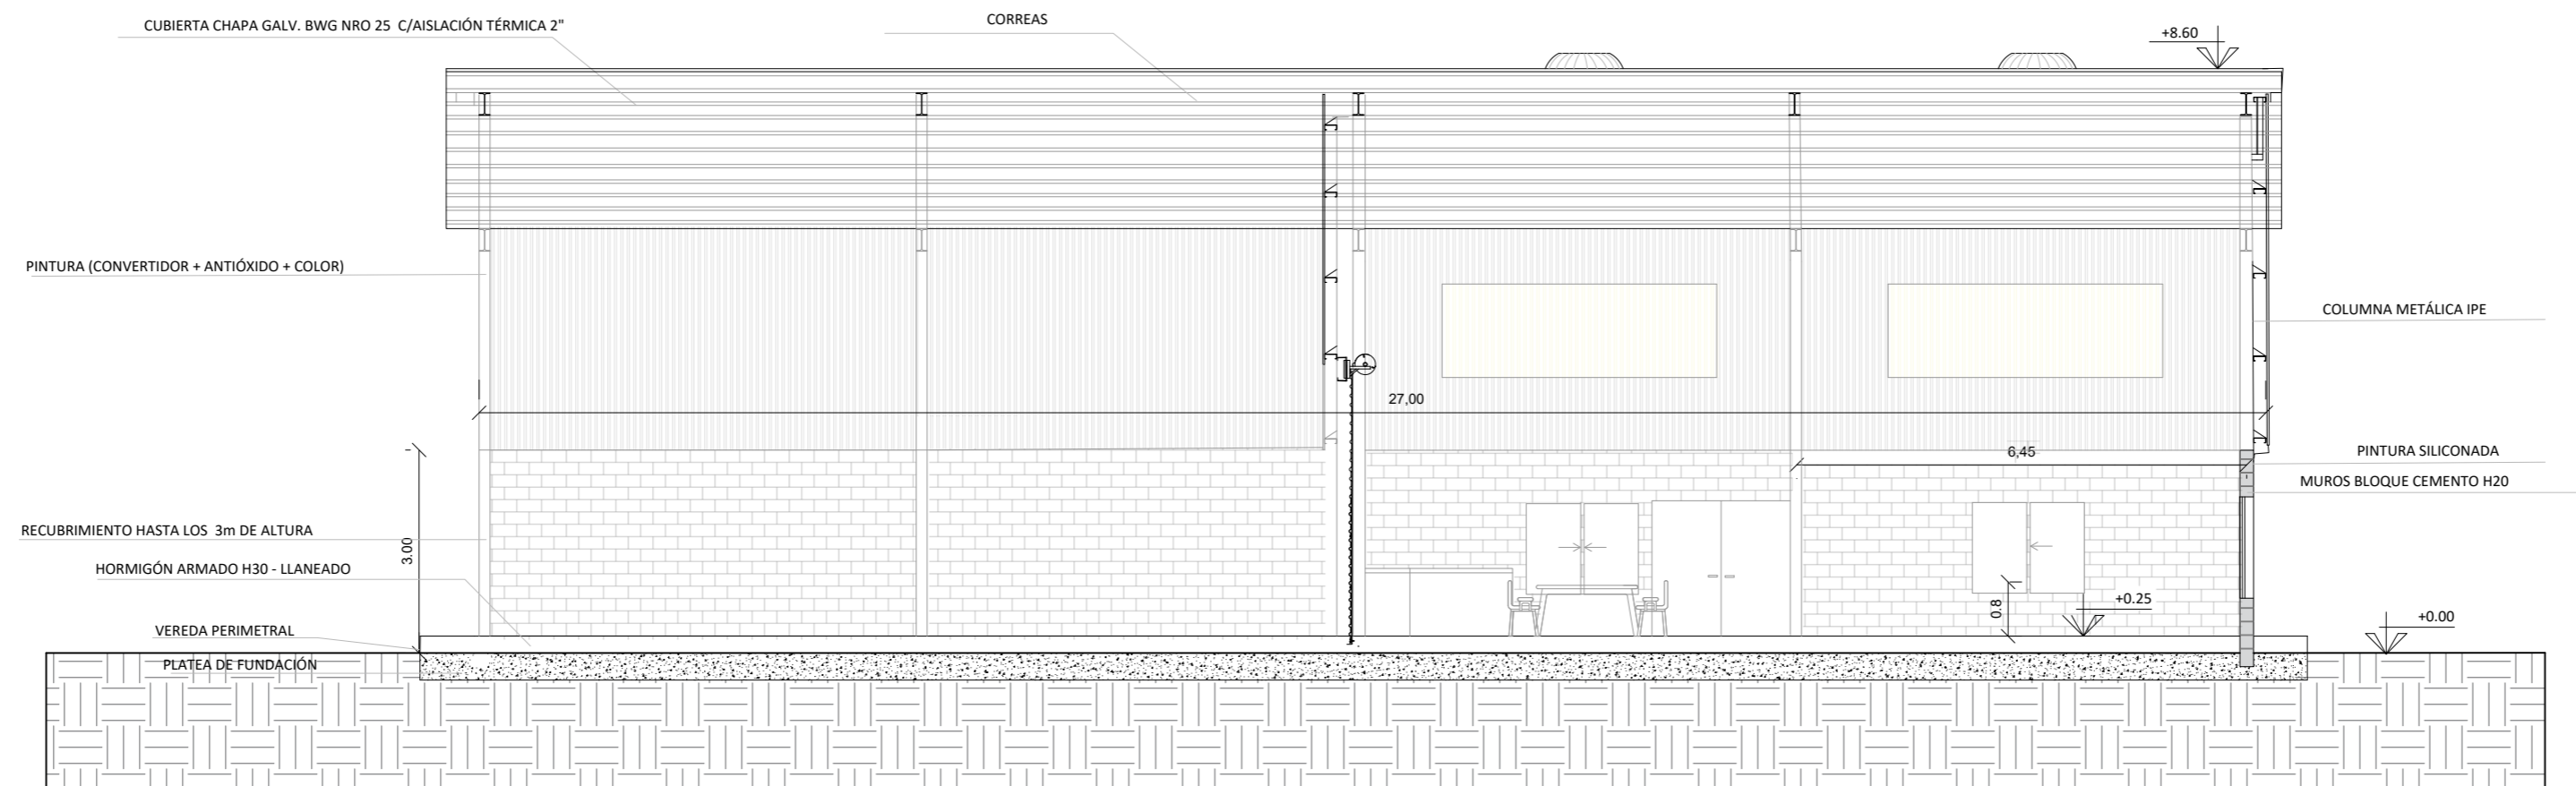 CUBIERTA CHAPA GALV. BWG NRO 25 C/AISLACIÓN TÉRMICA 2"
CORREAS
+8.60
PINTURA (CONVERTIDOR + ANTIÓXIDO + COLOR)
COLUMNA METÁLICA IPE
27,00
6,45
PINTURA SILICONADA
MUROS BLOQUE CEMENTO H20
RECUBRIMIENTO HASTA LOS 3m DE ALTURA
3.00
HORMIGÓN ARMADO H30 - LLANEADO
0.8
+0.25
+0.00
VEREDA PERIMETRAL
PLATEA DE FUNDACIÓN